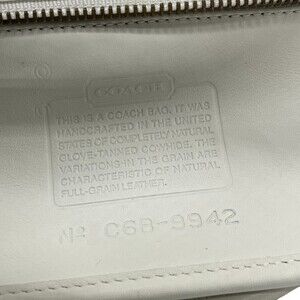 COACH
THIS IS A COACH BAG. IT WAS
HANDCRAFTED IN THE UNITED
STATES OF COMPLETELY NATURAL
GLOVE-TANNED COWHIDE. THE
VARIATIONS IN THE GRAIN ARE
CHARACTERISTIC OF NATURAL
FULL-GRAIN LEATHER.
No C6B-9942